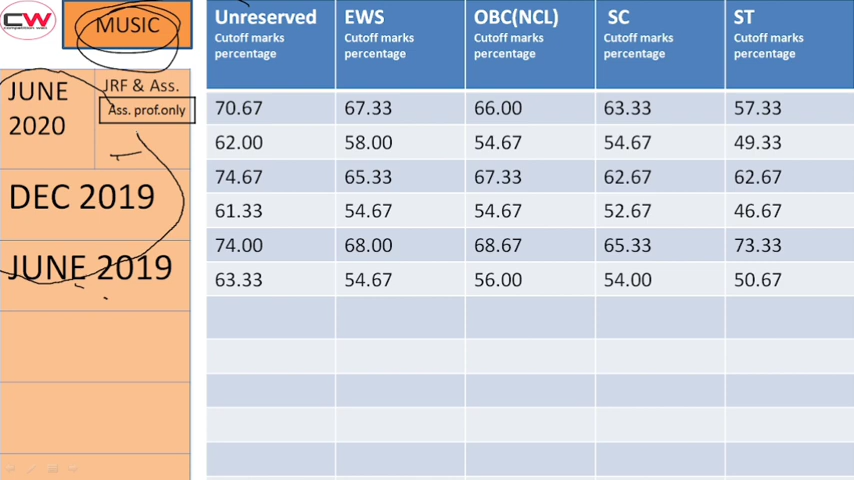 CW
MUSIC
Unreserved EWS OBC(NCL) SC ST
Cutoff marks Cutoff marks Cutoff marks Cutoff marks Cutoff marks
percentage percentage percentage percentage percentage
JUNE
2020
JRF & Ass.
Ass. prof.only
70.67 67.33 66.00 63.33 57.33
62.00 58.00 54.67 54.67 49.33
DEC 2019
74.67 65.33 67.33 62.67 62.67
61.33 54.67 54.67 52.67 46.67
JUNE 2019
74.00 68.00 68.67 65.33 73.33
63.33 54.67 56.00 54.00 50.67